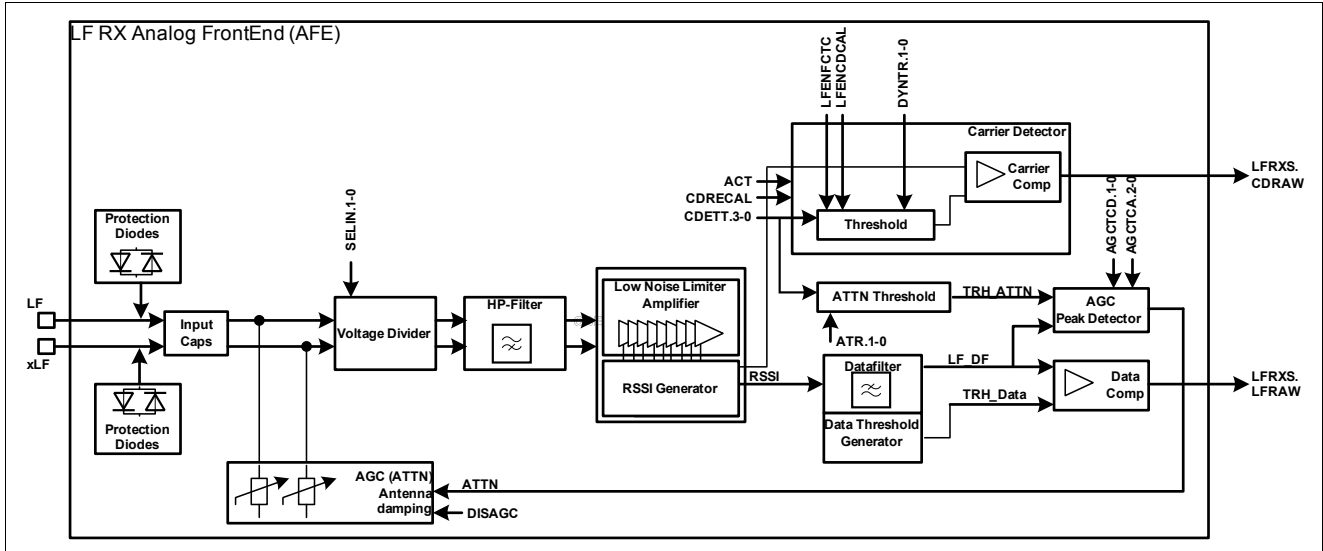 LF RX Analog FrontEnd (AFE)
LFENFCTC
LFENCDCAL
DYNTR.1-0
Carrier Detector
Carrier
Comp
LFRXS.
CDRAW
ACT
CDRECAL
CDETT.3-0
Threshold
AGCTCD.1-0
AGCTCA.2-0
SELIN.1-0
Protection
Diodes
LF
xLF
Input
Caps
Voltage Divider
HP-Filter
Low Noise Limiter
Amplifier
RSSI Generator
RSSI
ATTN Threshold
TRH_ATTN
AGC
Peak Detector
ATR.1-0
Datafilter
LF_DF
Data
Comp
LFRXS.
LFRAW
TRH_Data
Data Threshold
Generator
Protection
Diodes
AGC (ATTN)
Antenna
damping
ATTN
DISAGC